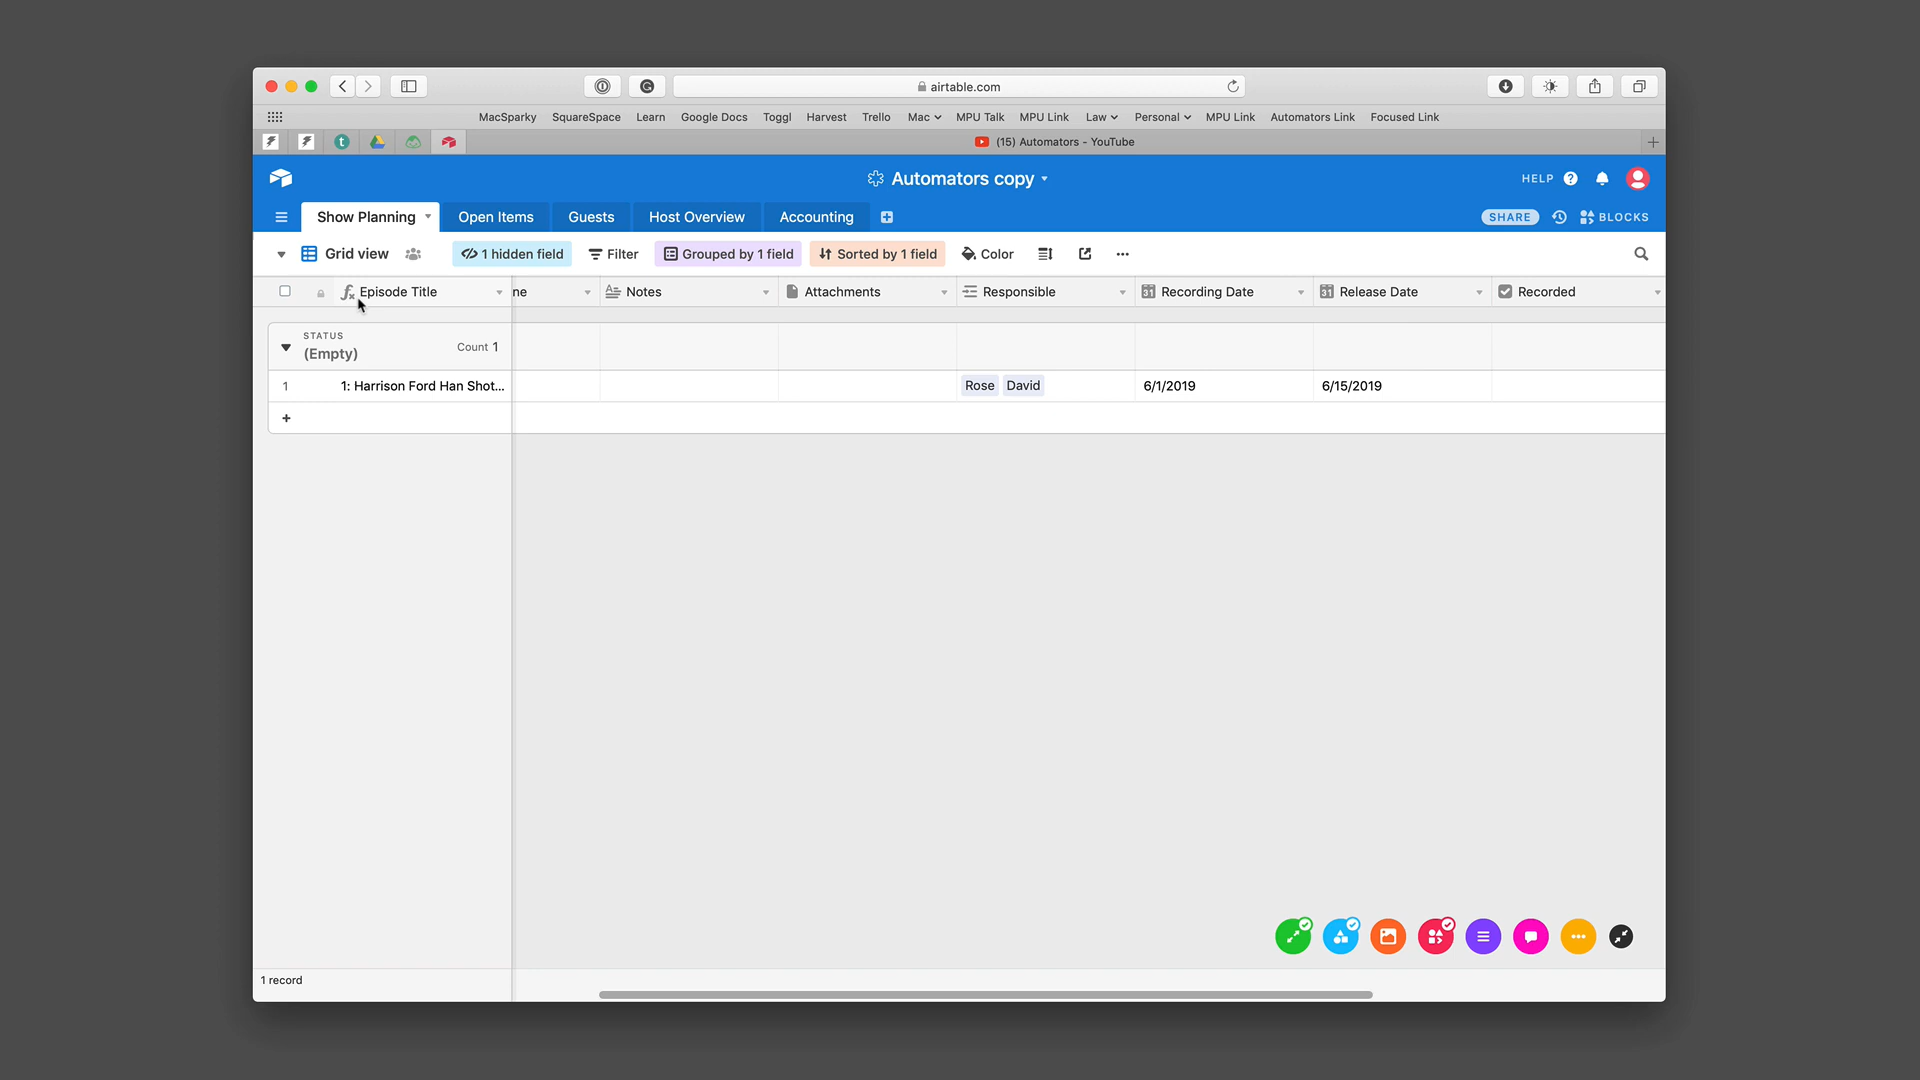 airtable.com
MacSparky SquareSpace Learn Google Docs Toggl Harvest Trello Mac MPU Talk MPU Link Law Personal MPU Link Automators Link Focused Link
t (15) Automators - YouTube
Automators copy HELP ?
Show Planning Open Items Guests Host Overview Accounting SHARE BLOCKS
Grid view 1 hidden field Filter Grouped by 1 field Sorted by 1 field Color
Episode Title ne Notes Attachments Responsible 31 Recording Date 31 Release Date Recorded
STATUS
(Empty) Count 1
1 1: Harrison Ford Han Shot... Rose David 6/1/2019 6/15/2019
1 record